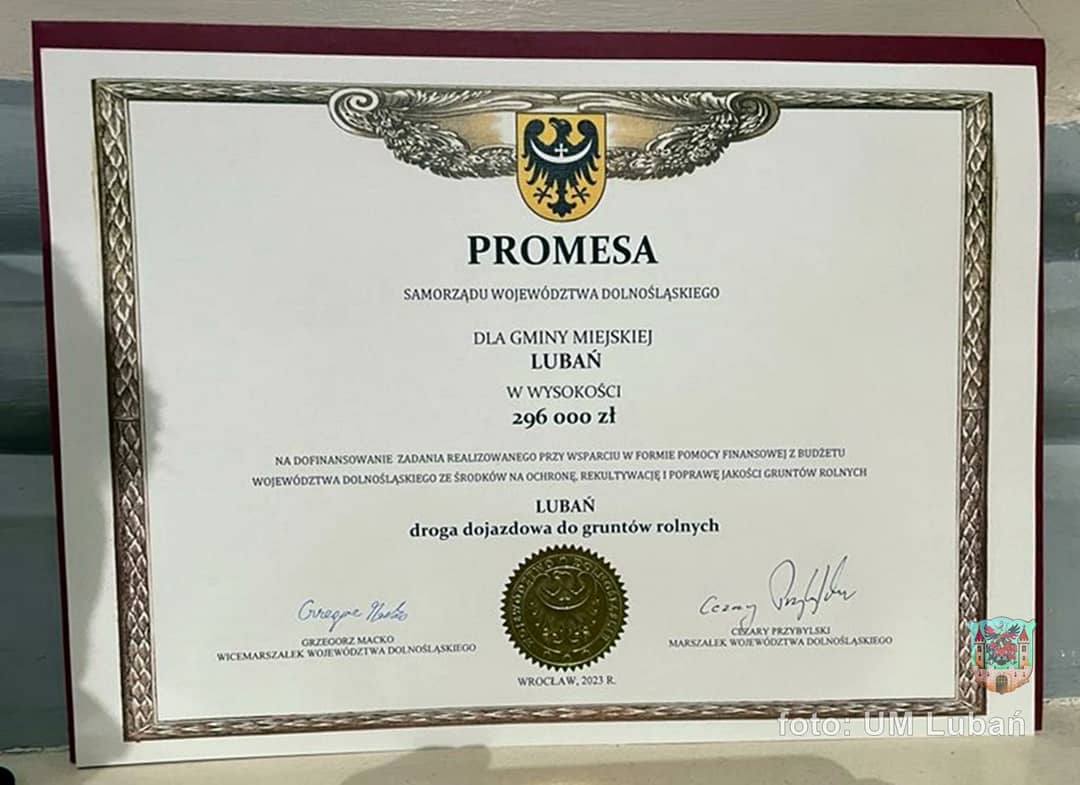 PROMESA
SAMORZĄDU WOJEWÓDZTWA DOLNOŚLĄSKIEGO
DLA GMINY MIEJSKIEJ
LUBAŃ
W WYSOKOŚCI
296 000 zł
NA DOFINANSOWANIE ZADANIA REALIZOWANEGO PRZY WSPARCIU W FORMIE POMOCY FINANSOWEJ Z BUDŻETU
WOJEWÓDZTWA DOLNOŚLĄSKIEGO ZE ŚRODKÓW NA OCHRONĘ, REKULTYWACJĘ I POPRAWĘ JAKOŚCI GRUNTÓW ROLNYCH
LUBAŃ
droga dojazdowa do gruntów rolnych
GRZEGORZ MACKO
WICEMARSZAŁEK WOJEWÓDZTWA DOLNOŚLĄSKIEGO
Cezary
CEZARY PRZYBYLSKI
MARSZAŁEK WOJEWÓDZTWA DOLNOŚLĄSKIEGO
WROCŁAW, 2023 R.
foto: UM Lubań